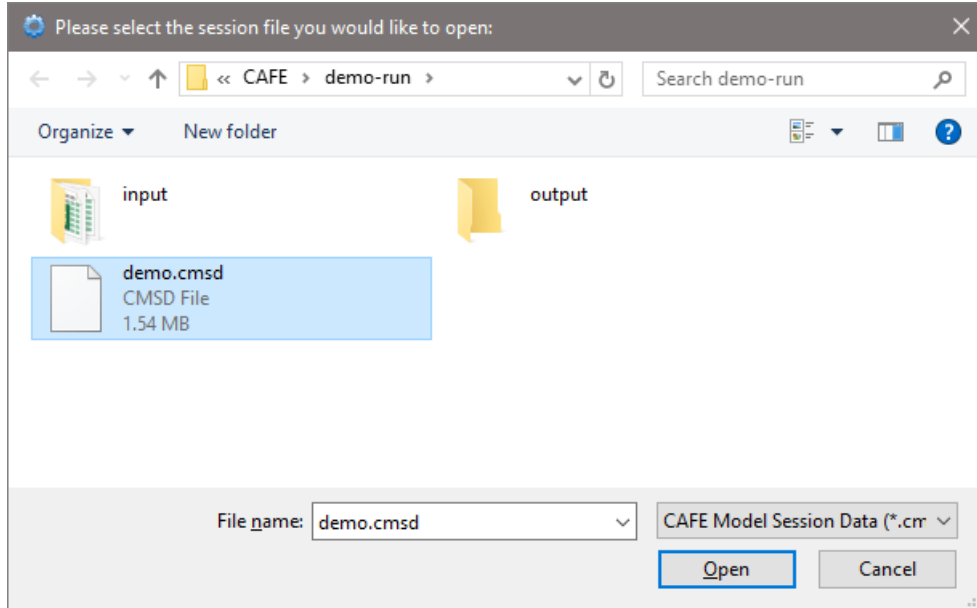 Please select the session file you would like to open:
« CAFE › demo-run ›
Search demo-run
Organize
New folder
?
input
output
demo.cmsd
CMSD File
1.54 MB
File name: demo.cmsd
CAFE Model Session Data (*.cm
Open
Cancel